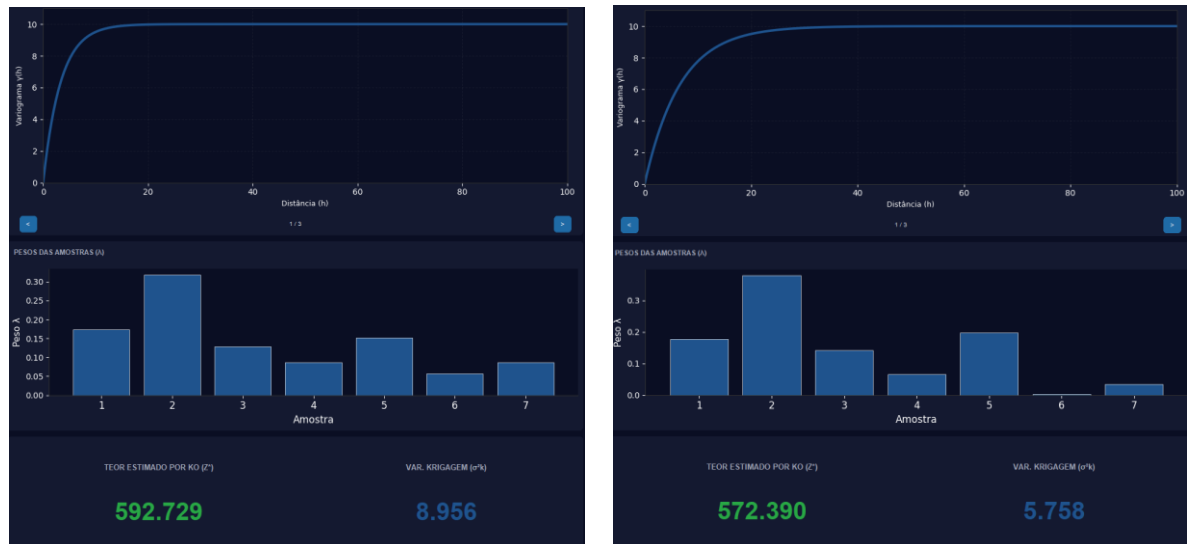 10
8
6
4
2
0
Variograma γ(h)
0 20 40 60 80 100
Distância (h)
<
1 / 3
>
PESOS DAS AMOSTRAS (λ)
0.30
0.25
0.20
0.15
0.10
0.05
0.00
Peso λ
1 2 3 4 5 6 7
Amostra
TEOR ESTIMADO POR KO (Z*) VAR. KRIGAGEM (σ²k)
592.729 8.956
10
8
6
4
2
0
Variograma γ(h)
0 20 40 60 80 100
Distância (h)
<
1 / 3
>
PESOS DAS AMOSTRAS (λ)
0.3
0.2
0.1
0.0
Peso λ
1 2 3 4 5 6 7
Amostra
TEOR ESTIMADO POR KO (Z*) VAR. KRIGAGEM (σ²k)
572.390 5.758